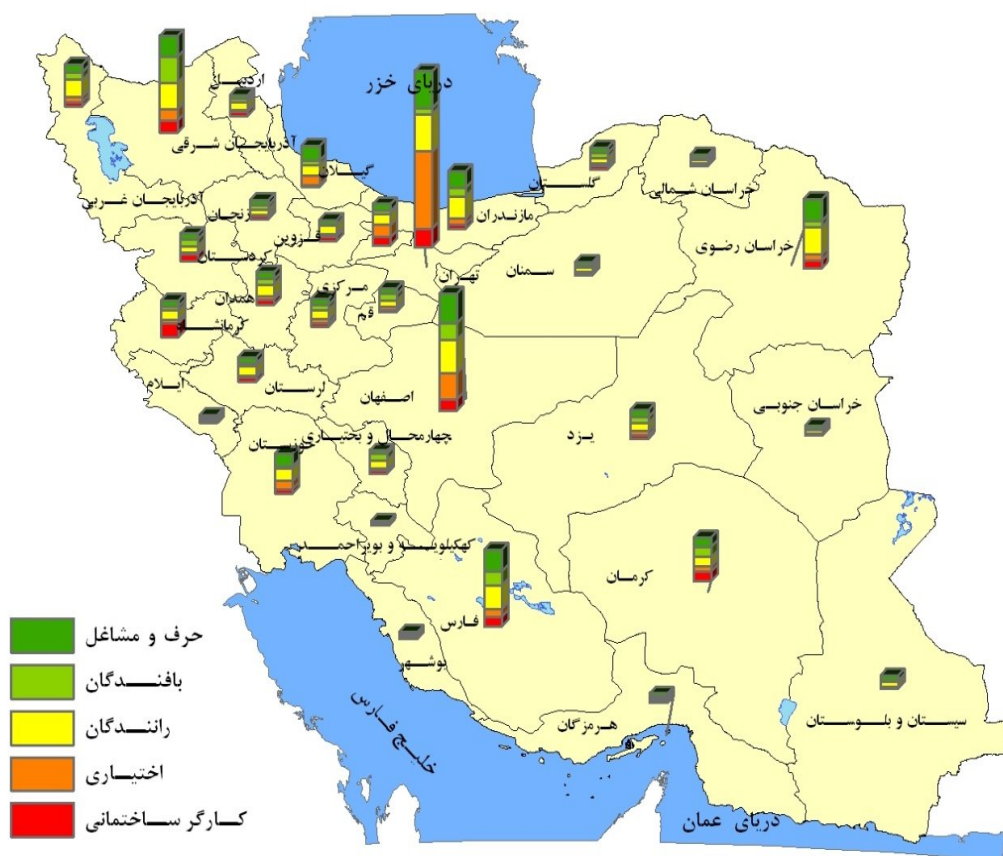 دریای خزر
اردبیل
آذربایجان شرقی
گیلان
گلستان
خراسان شمالی
آذربایجان غربی
زنجان
مازندران
قزوین
خراسان رضوی
کردستان
تهران
سمنان
مرکزی
همدان
قم
کرمانشاه
ایلام
لرستان
اصفهان
خراسان جنوبی
چهارمحال و بختیاری
خوزستان
یزد
کهکیلویه و بویراحمد
کرمان
فارس
بوشهر
هرمزگان
سیستان و بلوچستان
خلیج فارس
دریای عمان
حرف و مشاغل
بافندگان
رانندگان
اختیاری
کارگر ساختمانی